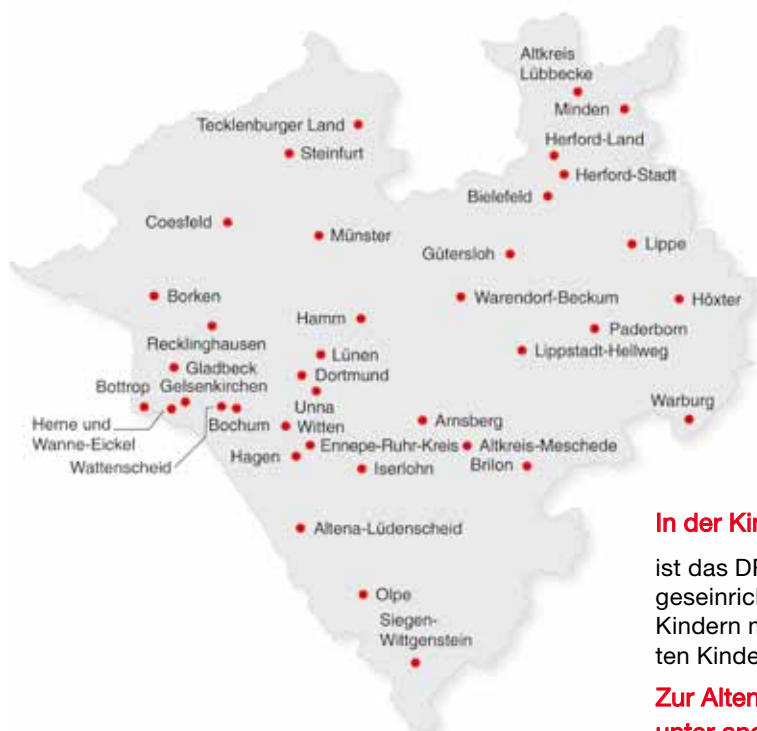 Altkreis
Lübbecke
Minden
Tecklenburger Land
Herford-Land
Steinfurt
Herford-Stadt
Bielefeld
Coesfeld
Münster
Lippe
Gütersloh
Borken
Warendorf-Beckum
Höxter
Hamm
Paderborn
Recklinghausen
Lünen
Lippstadt-Hellweg
Gladbeck
Dortmund
Bottrop
Gelsenkirchen
Unna
Warburg
Herne und
Wanne-Eickel
Bochum
Witten
Arnsberg
Wattenscheid
Hagen
Ennepe-Ruhr-Kreis
Altkreis-Meschede
Iserlohn
Brilon
Altena-Lüdenscheid
Olpe
Siegen-
Wittgenstein
In der Kin
ist das DR
geseinrich
Kindern m
ten Kinde
Zur Alten